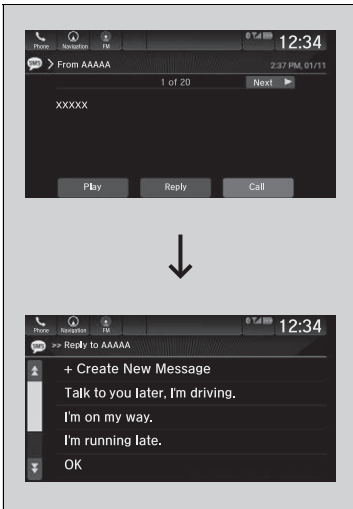 Phone Navigation FM 12:34
SMS From AAAAA 2:37 PM, 01/11
1 of 20 Next
xxxxx
Play Reply Call
Phone Navigation FM 12:34
SMS >> Reply to AAAAA
+ Create New Message
Talk to you later, I'm driving.
I'm on my way.
I'm running late.
OK